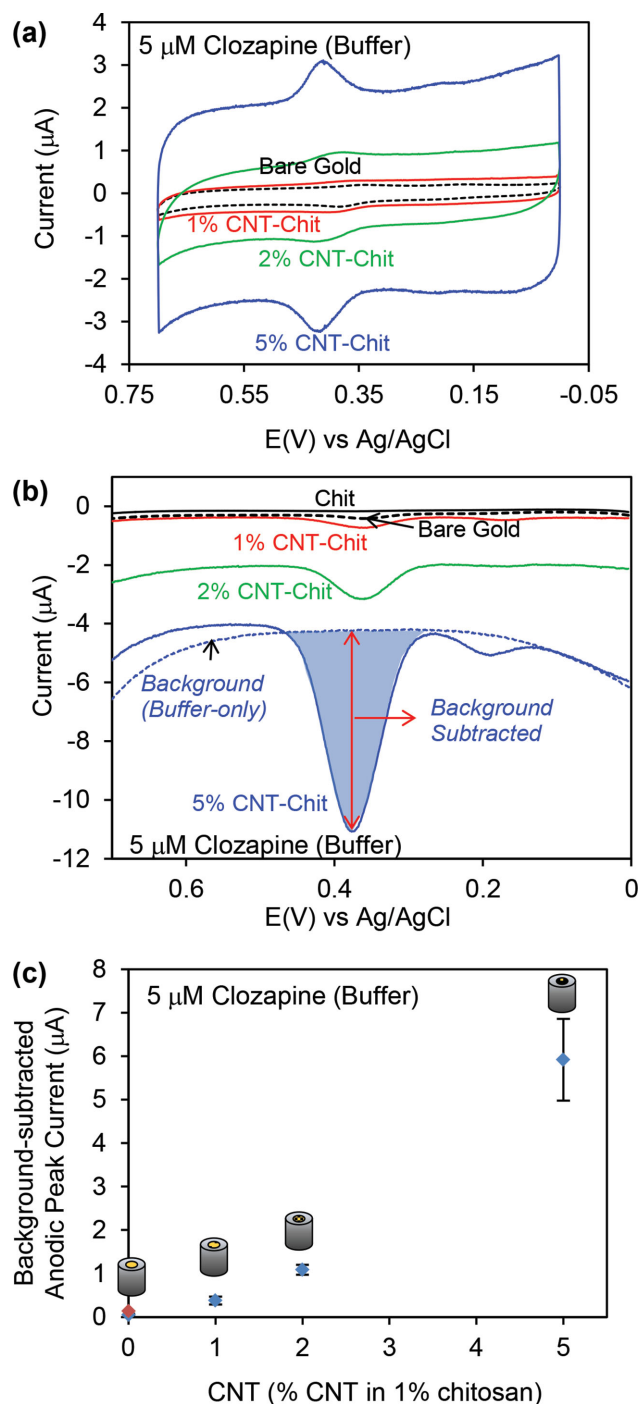 (a)
5 μM Clozapine (Buffer)
4
3
2
1
0
-1
-2
-3
-4
Current (μA)
Bare Gold
1% CNT-Chit
2% CNT-Chit
5% CNT-Chit
0.75 0.55 0.35 0.15 -0.05
E(V) vs Ag/AgCl
(b)
0
-2
-4
-6
-8
-10
-12
Current (μA)
Chit
Bare Gold
1% CNT-Chit
2% CNT-Chit
Background
(Buffer-only)
Background
Subtracted
5% CNT-Chit
5 μM Clozapine (Buffer)
0.6 0.4 0.2 0
E(V) vs Ag/AgCl
(c)
5 μM Clozapine (Buffer)
8
7
6
5
4
3
2
1
0
Background-subtracted
Anodic Peak Current (μA)
0 1 2 3 4 5
CNT (% CNT in 1% chitosan)